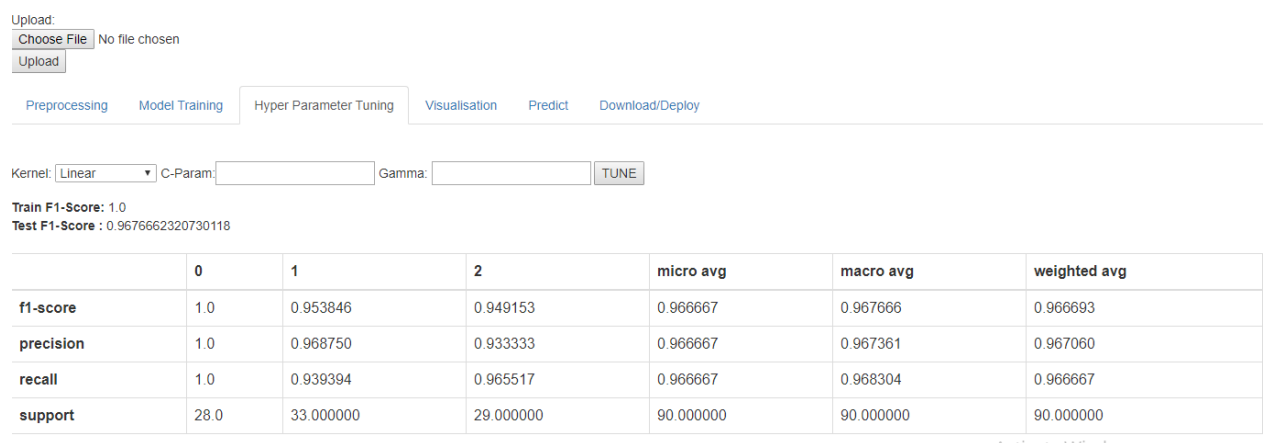 Upload:
Choose File No file chosen
Upload
Preprocessing Model Training Hyper Parameter Tuning Visualisation Predict Download/Deploy
Kernel: Linear C-Param: Gamma: TUNE
Train F1-Score: 1.0
Test F1-Score : 0.9676662320730118
0 1 2 micro avg macro avg weighted avg
f1-score 1.0 0.953846 0.949153 0.966667 0.967666 0.966693
precision 1.0 0.968750 0.933333 0.966667 0.967361 0.967060
recall 1.0 0.939394 0.965517 0.966667 0.968304 0.966667
support 28.0 33.000000 29.000000 90.000000 90.000000 90.000000